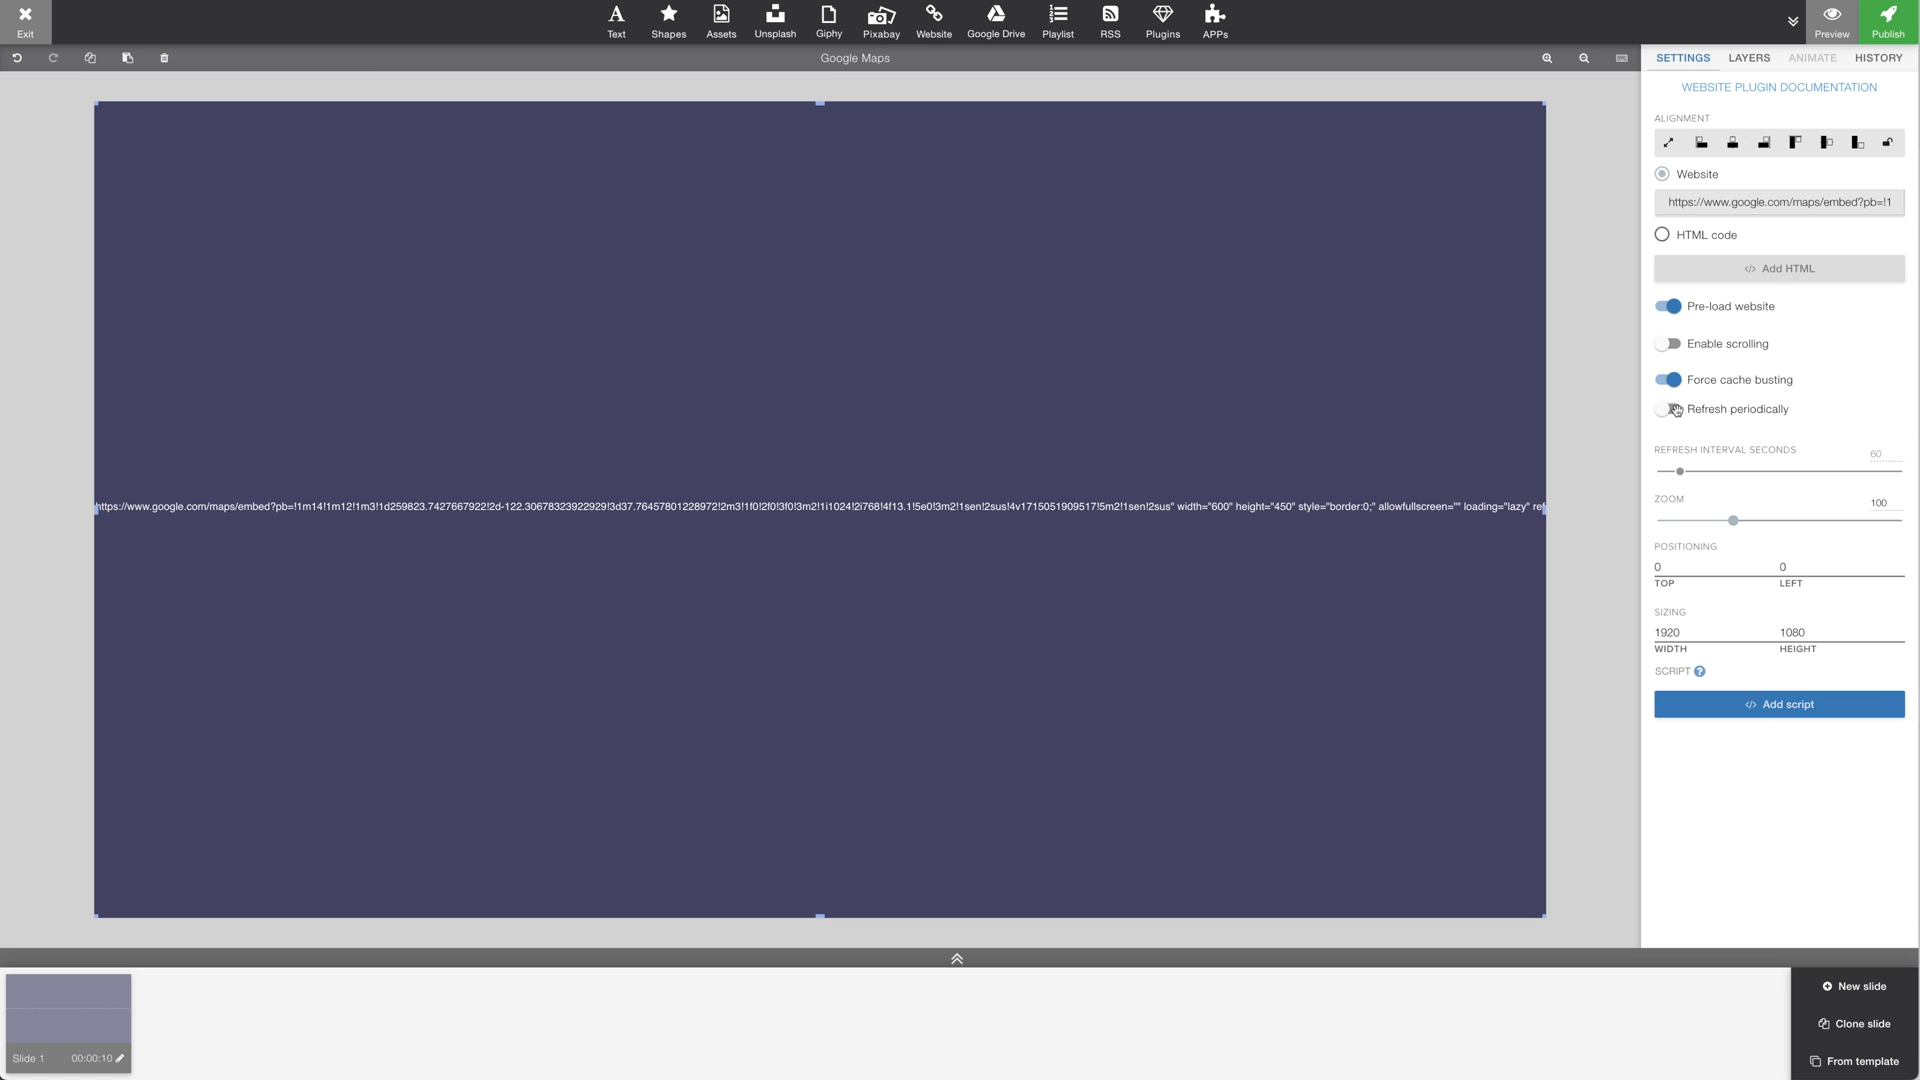 Exit
Text
Shapes
Assets
Unsplash
Giphy
Pixabay
Website
Google Drive
Playlist
RSS
Plugins
APPs
Preview
Publish
Google Maps
SETTINGS
LAYERS
ANIMATE
HISTORY
WEBSITE PLUGIN DOCUMENTATION
ALIGNMENT
Website
https://www.google.com/maps/embed?pb=!1
HTML code
</> Add HTML
Pre-load website
Enable scrolling
Force cache busting
Refresh periodically
REFRESH INTERVAL SECONDS
60
ZOOM
100
POSITIONING
0
0
TOP
LEFT
SIZING
1920
1080
WIDTH
HEIGHT
SCRIPT ?
</> Add script
https://www.google.com/maps/embed?pb=!1m14!1m12!1m3!1d259823.7427667922!2d-122.30678323922929!3d37.76457801228972!2m3!1f0!2f0!3f0!3m2!1i1024!2i768!4f13.1!5e0!3m2!1sen!2sus!4v1715051909517!5m2!1sen!2sus" width="600" height="450" style="border:0;" allowfullscreen="" loading="lazy" ref
Slide 1
00:00:10
New slide
Clone slide
From template